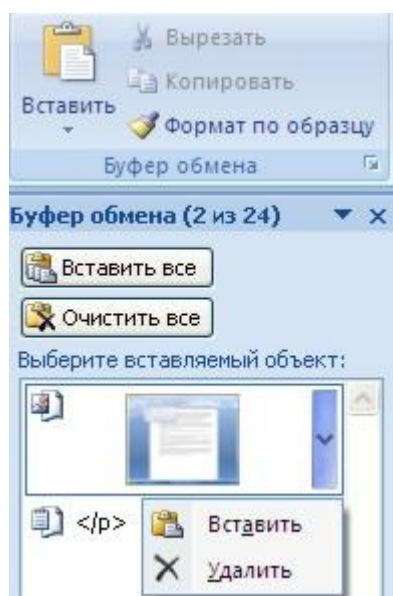 Вырезать
Копировать
Вставить
Формат по образцу
Буфер обмена
Буфер обмена (2 из 24)
Вставить все
Очистить все
Выберите вставляемый объект:
</p>
Вставить
Удалить